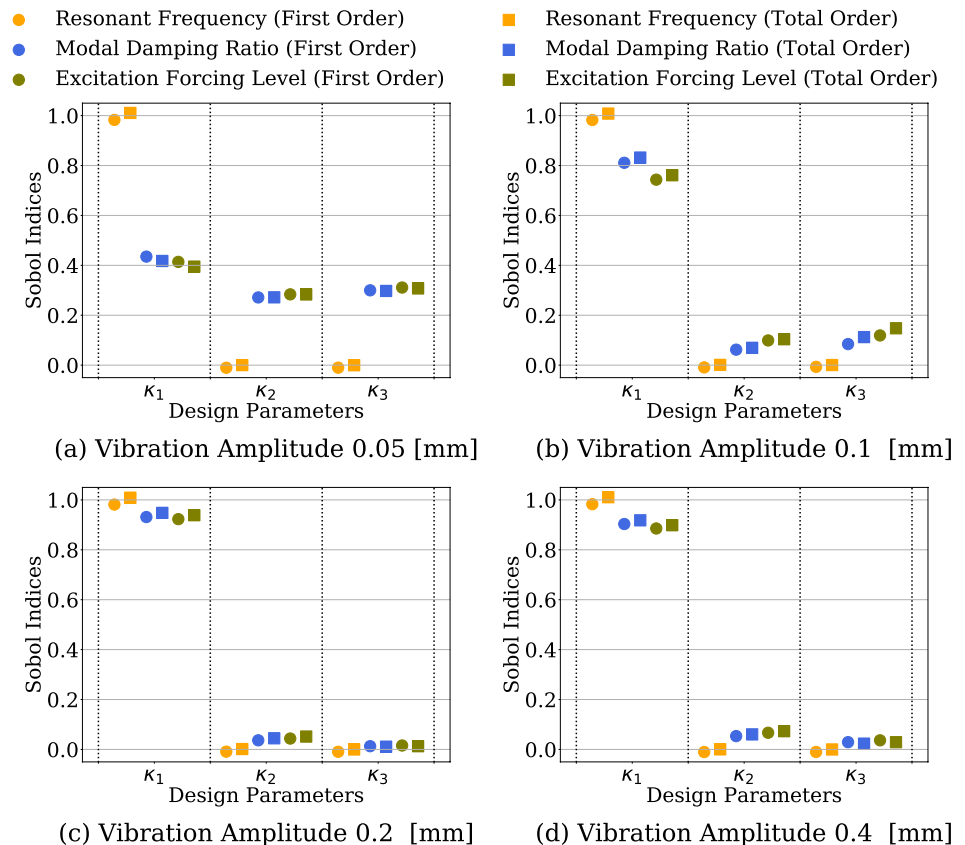 Resonant Frequency (First Order)
Modal Damping Ratio (First Order)
Excitation Forcing Level (First Order)
Resonant Frequency (Total Order)
Modal Damping Ratio (Total Order)
Excitation Forcing Level (Total Order)
Sobol Indices
1.0
0.8
0.6
0.4
0.2
0.0
κ1
κ2
κ3
Design Parameters
(a) Vibration Amplitude 0.05 [mm]
Sobol Indices
1.0
0.8
0.6
0.4
0.2
0.0
κ1
κ2
κ3
Design Parameters
(b) Vibration Amplitude 0.1 [mm]
Sobol Indices
1.0
0.8
0.6
0.4
0.2
0.0
κ1
κ2
κ3
Design Parameters
(c) Vibration Amplitude 0.2 [mm]
Sobol Indices
1.0
0.8
0.6
0.4
0.2
0.0
κ1
κ2
κ3
Design Parameters
(d) Vibration Amplitude 0.4 [mm]